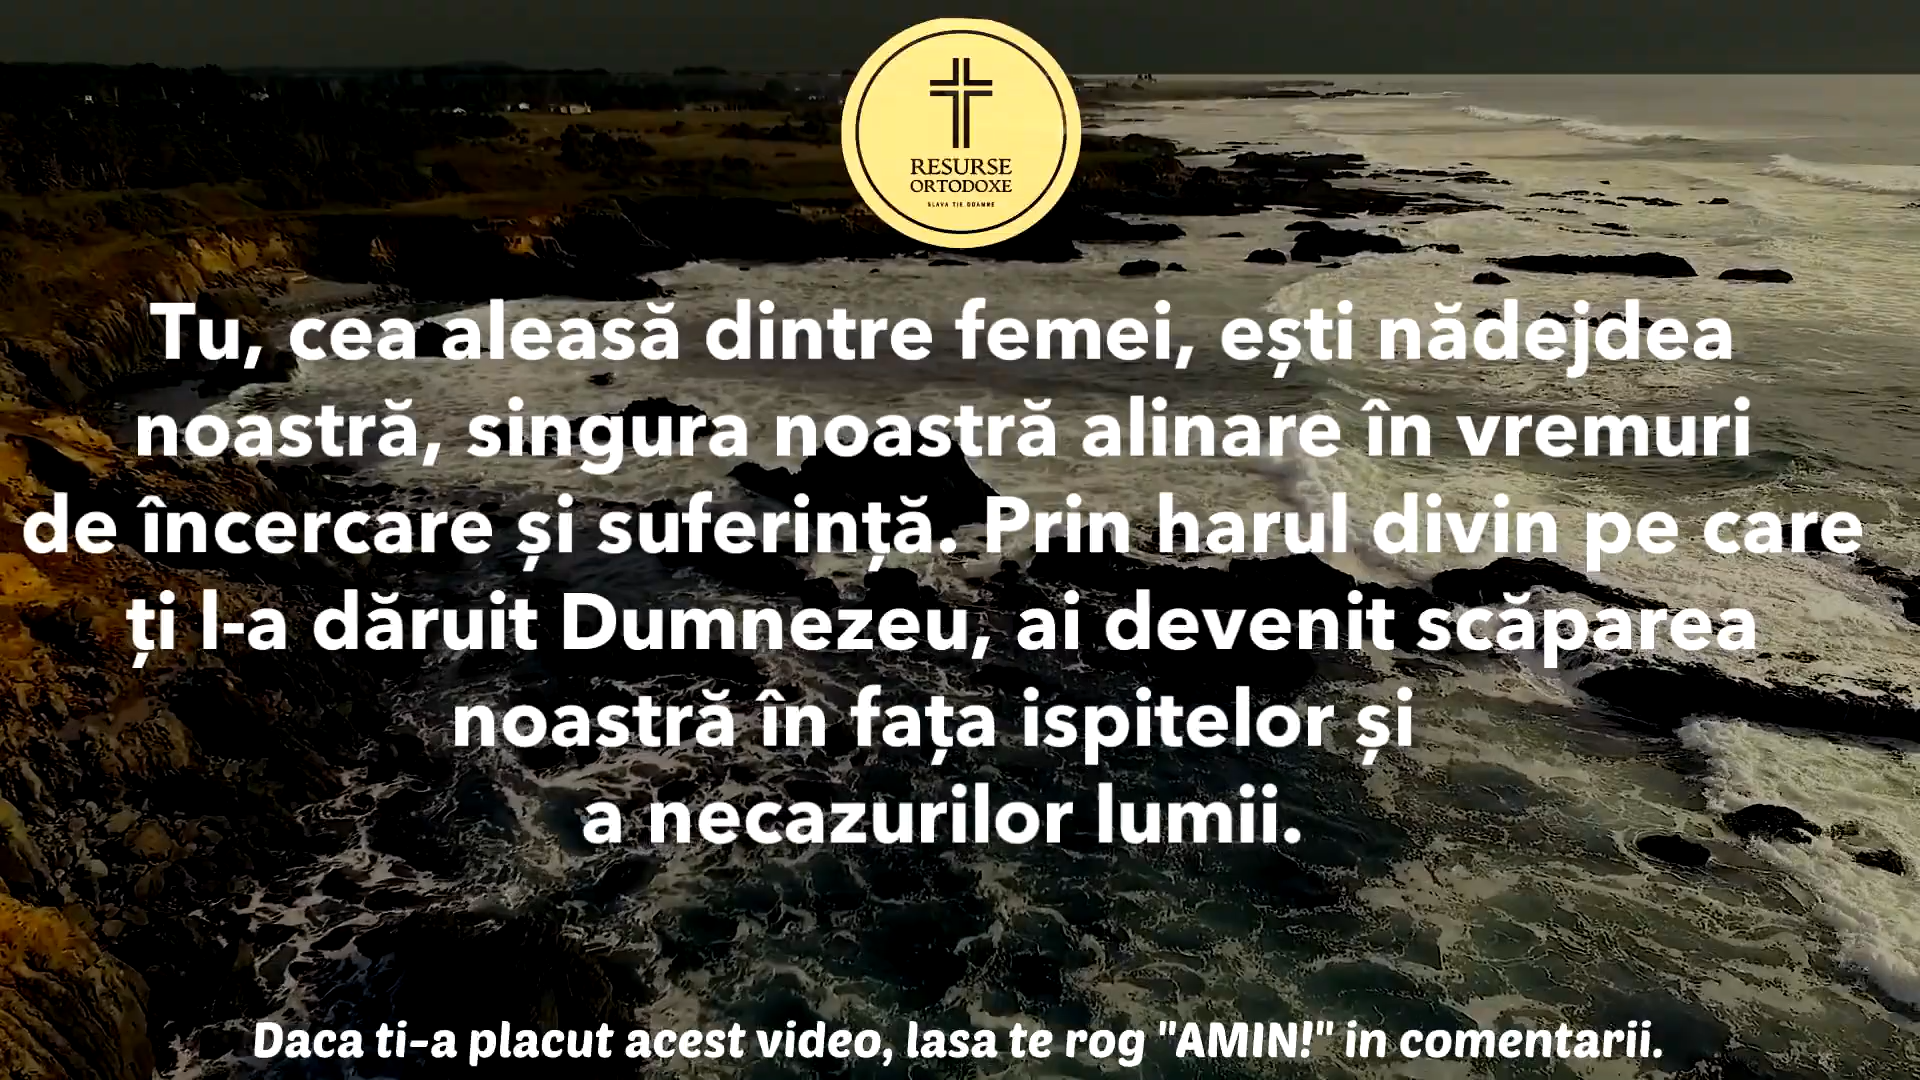 RESURSE
ORTODOXE
SLAVA TIE DOAMNE
Tu, cea aleasă dintre femei, ești nădejdea
noastră, singura noastră alinare în vremuri
de încercare și suferință. Prin harul divin pe care
ți l-a dăruit Dumnezeu, ai devenit scăparea
noastră în fața ispitelor și
a necazurilor lumii.
Daca ti-a placut acest video, lasa te rog "AMIN!" in comentarii.